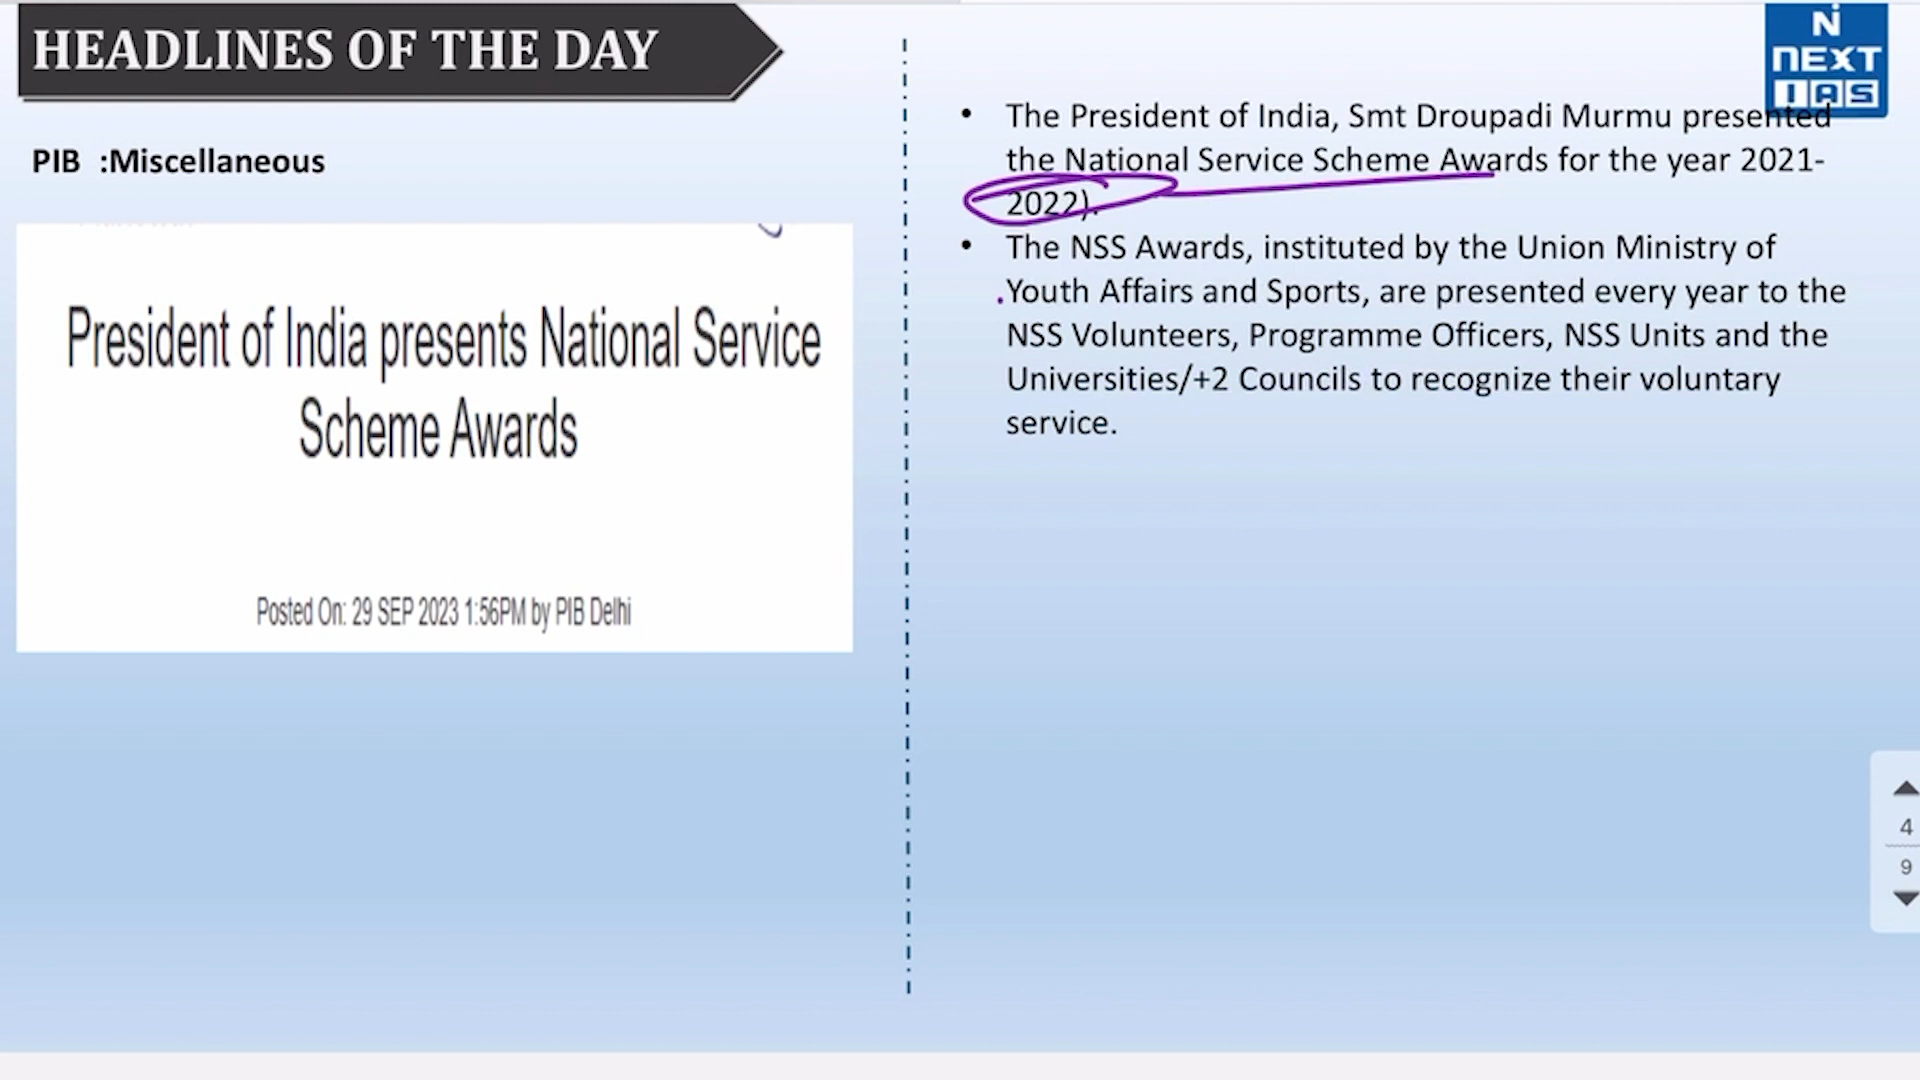 HEADLINES OF THE DAY
PIB :Miscellaneous
President of India presents National Service
Scheme Awards
Posted On: 29 SEP 2023 1:56PM by PIB Delhi
N
NEXT
IAS
• The President of India, Smt Droupadi Murmu presented
the National Service Scheme Awards for the year 2021-
2022).
• The NSS Awards, instituted by the Union Ministry of
Youth Affairs and Sports, are presented every year to the
NSS Volunteers, Programme Officers, NSS Units and the
Universities/+2 Councils to recognize their voluntary
service.
4
9